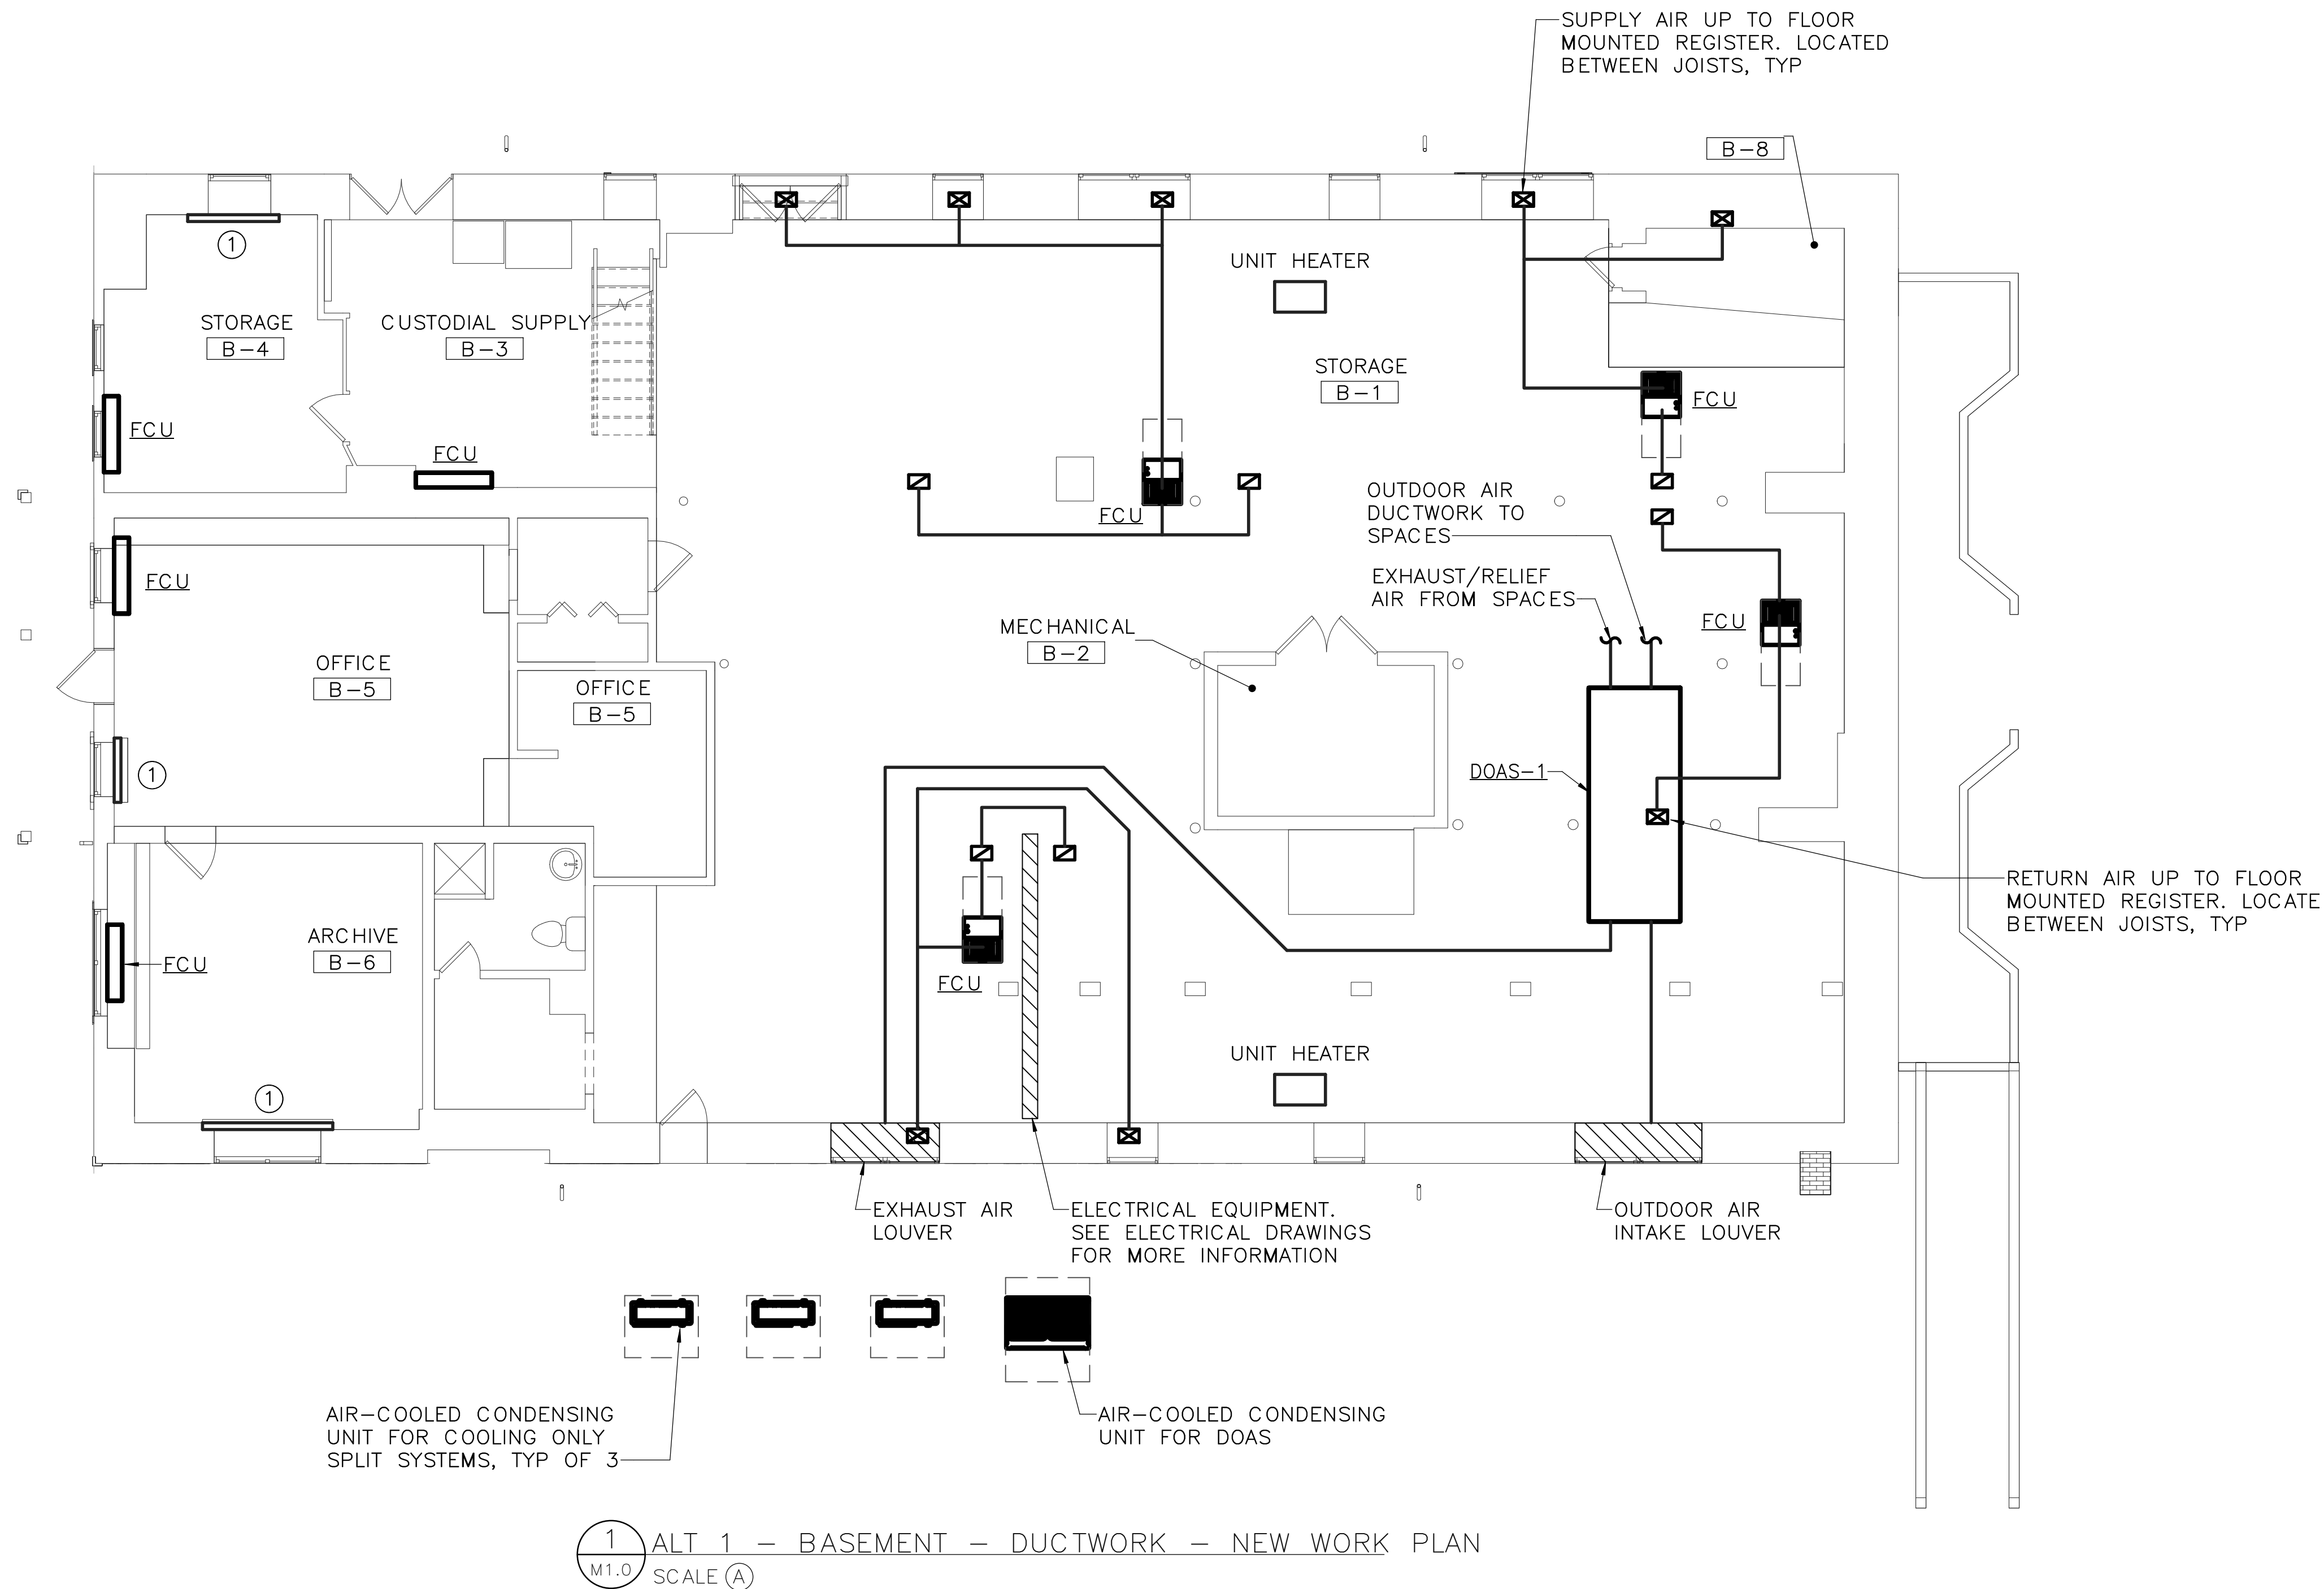 SUPPLY AIR UP TO FLOOR
MOUNTED REGISTER. LOCATED
BETWEEN JOISTS, TYP
B-8
1
UNIT HEATER
STORAGE
B-4
CUSTODIAL SUPPLY
B-3
STORAGE
B-1
FCU
FCU
FCU
FCU
OUTDOOR AIR
DUCTWORK TO
SPACES
EXHAUST/RELIEF
AIR FROM SPACES
FCU
FCU
MECHANICAL
B-2
OFFICE
B-5
OFFICE
B-5
1
DOAS-1
RETURN AIR UP TO FLOOR
MOUNTED REGISTER. LOCATE
BETWEEN JOISTS, TYP
ARCHIVE
B-6
FCU
FCU
UNIT HEATER
1
EXHAUST AIR
LOUVER
ELECTRICAL EQUIPMENT.
SEE ELECTRICAL DRAWINGS
FOR MORE INFORMATION
OUTDOOR AIR
INTAKE LOUVER
AIR-COOLED CONDENSING
UNIT FOR COOLING ONLY
SPLIT SYSTEMS, TYP OF 3
AIR-COOLED CONDENSING
UNIT FOR DOAS
1
M1.0
ALT 1 - BASEMENT - DUCTWORK - NEW WORK PLAN
SCALE A